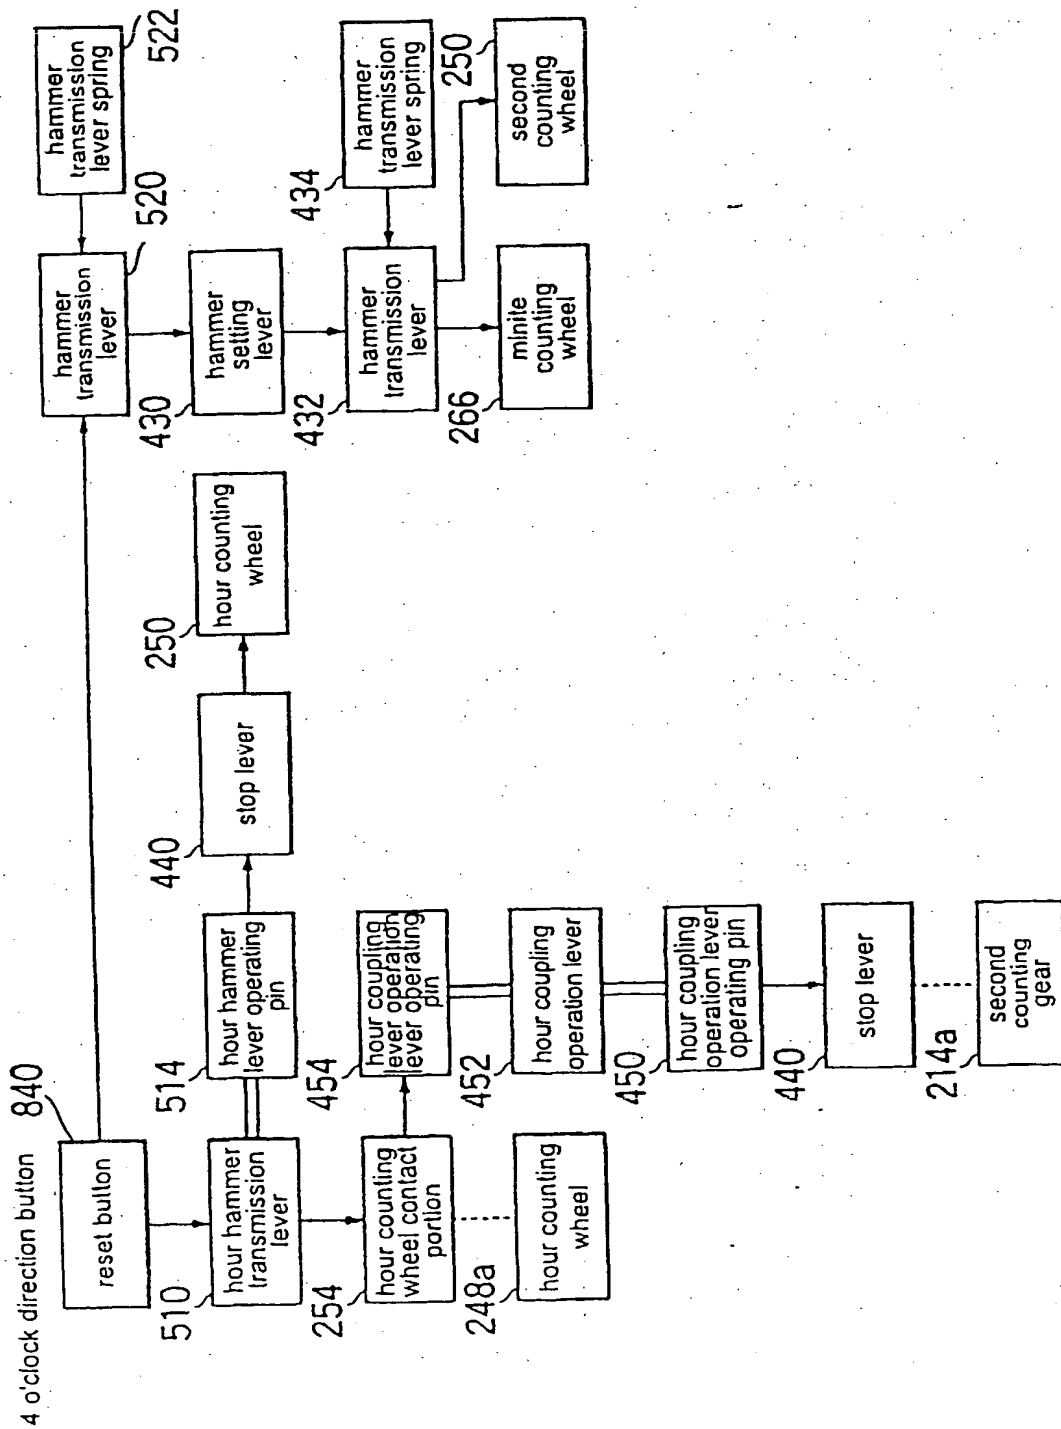 4 o'clock direction button
840
reset button
510
hour hammer
transmission
lever
514
hour hammer
lever operating
pin
440
stop lever
250
hour counting
wheel
254
hour counting
wheel contact
portion
454
hour coupling
lever operation
lever operating
pin
248a
hour counting
wheel
452
hour coupling
operation lever
450
hour coupling
operation lever
operating pin
440
stop lever
214a
second
counting
gear
hammer
transmission
lever
520
hammer
transmission
lever spring
522
430
hammer
setting
lever
432
hammer
transmission
lever
434
hammer
transmission
lever spring
266
minite
counting
wheel
250
second
counting
wheel